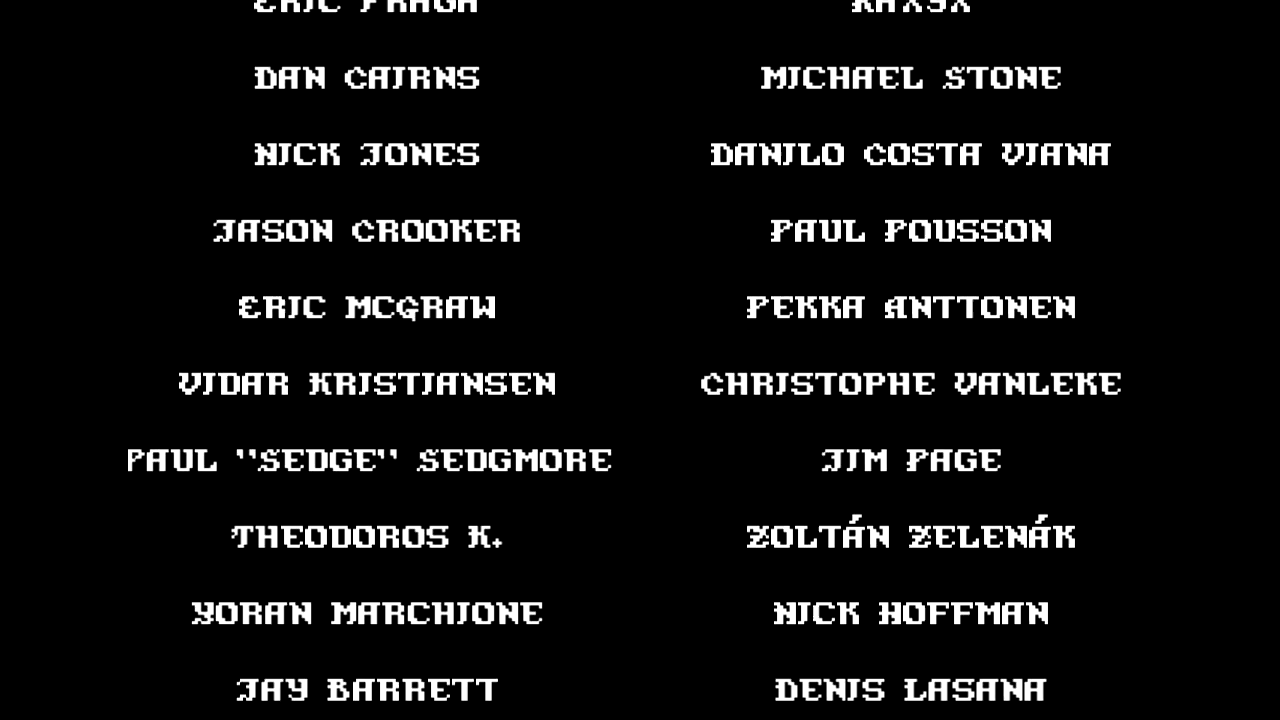 DAN CAIRNS
MICHAEL STONE
NICK JONES
DANILO COSTA VIANA
JASON CROOKER
PAUL POUSSON
ERIC MCGRAW
PEKKA ANTTONEN
VIDAR KRISTIANSEN
CHRISTOPHE VANLEKE
PAUL "SEDGE" SEDGMORE
JIM PAGE
THEODOROS K.
ZOLTÁN ZELENÁK
YORAN MARCHIONE
NICK HOFFMAN
JAY BARRETT
DENIS LASANA